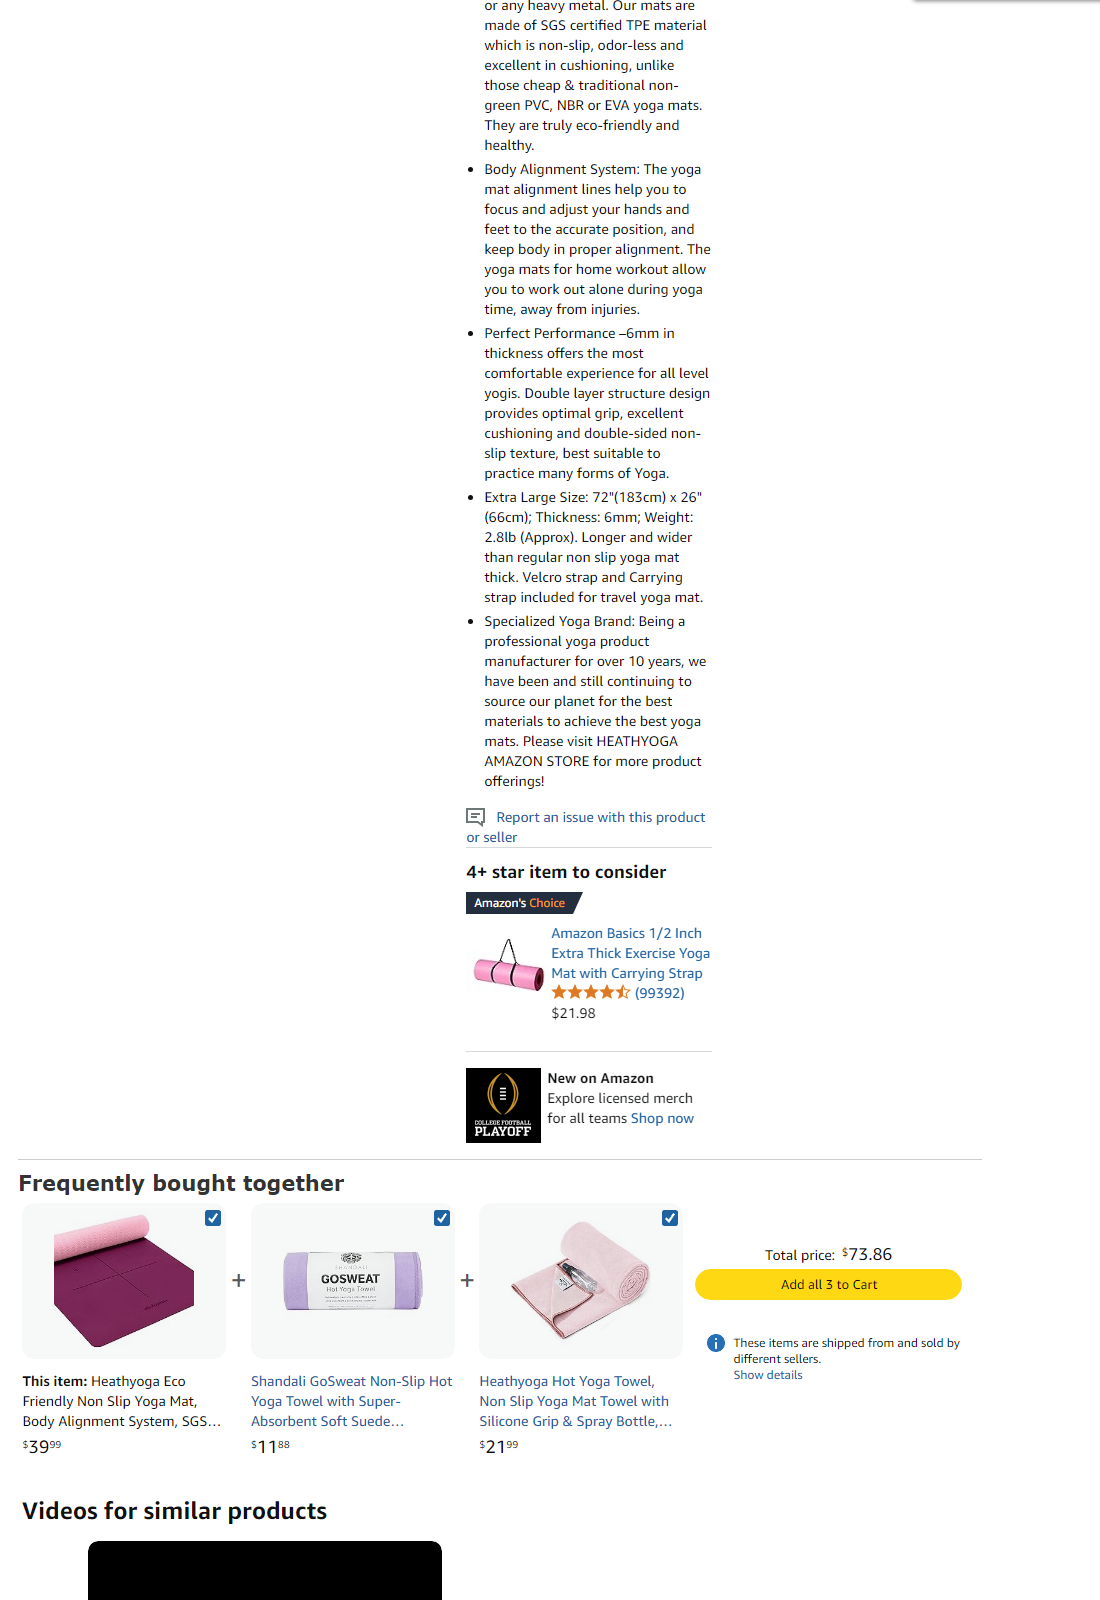 or any heavy metal. Our mats are
made of SGS certified TPE material
which is non-slip, odor-less and
excellent in cushioning, unlike
those cheap & traditional non-
green PVC, NBR or EVA yoga mats.
They are truly eco-friendly and
healthy.
Body Alignment System: The yoga
mat alignment lines help you to
focus and adjust your hands and
feet to the accurate position, and
keep body in proper alignment. The
yoga mats for home workout allow
you to work out alone during yoga
time, away from injuries.
Perfect Performance –6mm in
thickness offers the most
comfortable experience for all level
yogis. Double layer structure design
provides optimal grip, excellent
cushioning and double-sided non-
slip texture, best suitable to
practice many forms of Yoga.
Extra Large Size: 72"(183cm) x 26"
(66cm); Thickness: 6mm; Weight:
2.8lb (Approx). Longer and wider
than regular non slip yoga mat
thick. Velcro strap and Carrying
strap included for travel yoga mat.
Specialized Yoga Brand: Being a
professional yoga product
manufacturer for over 10 years, we
have been and still continuing to
source our planet for the best
materials to achieve the best yoga
mats. Please visit HEATHYOGA
AMAZON STORE for more product
offerings!
Report an issue with this product
or seller
4+ star item to consider
Amazon's Choice
Amazon Basics 1/2 Inch
Extra Thick Exercise Yoga
Mat with Carrying Strap
(99392)
$21.98
COLLEGE FOOTBALL
PLAYOFF
New on Amazon
Explore licensed merch
for all teams Shop now
Frequently bought together
SHANDALI
GOSWEAT
Hot Yoga Towel
+
+
Total price: $73.86
Add all 3 to Cart
These items are shipped from and sold by
different sellers.
Show details
This item: Heathyoga Eco
Friendly Non Slip Yoga Mat,
Body Alignment System, SGS...
$39.99
Shandali GoSweat Non-Slip Hot
Yoga Towel with Super-
Absorbent Soft Suede...
$11.88
Heathyoga Hot Yoga Towel,
Non Slip Yoga Mat Towel with
Silicone Grip & Spray Bottle,...
$21.99
Videos for similar products